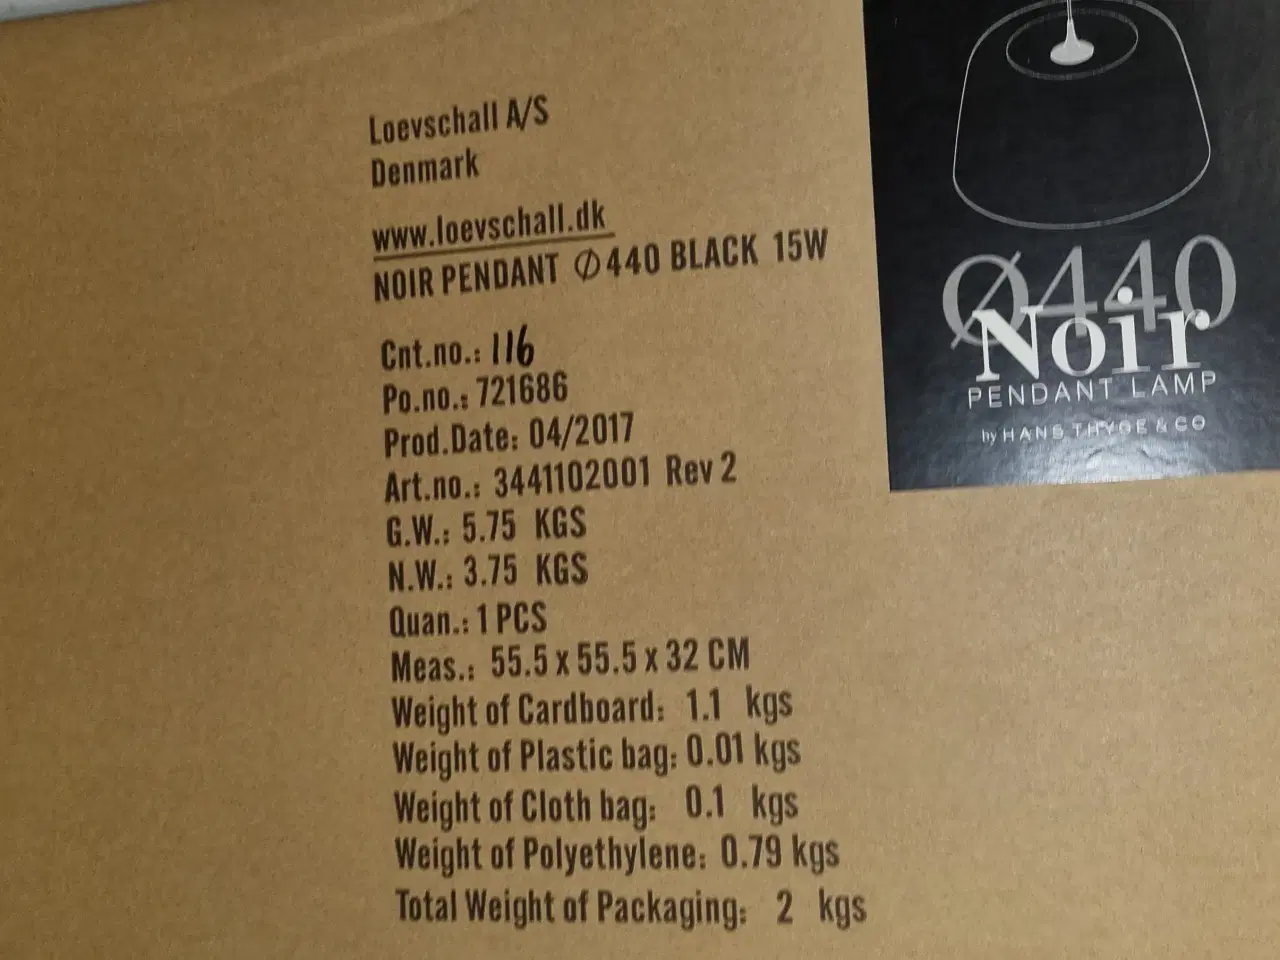 Loevschall A/S
Denmark
www.loevschall.dk
NOIR PENDANT Ø440 BLACK 15W
Cnt.no.: 116
Po.no.: 721686
Prod.Date: 04/2017
Art.no.: 3441102001 Rev 2
G.W.: 5.75 KGS
N.W.: 3.75 KGS
Quan.: 1 PCS
Meas.: 55.5 x 55.5 x 32 CM
Weight of Cardboard: 1.1 kgs
Weight of Plastic bag: 0.01 kgs
Weight of Cloth bag: 0.1 kgs
Weight of Polyethylene: 0.79 kgs
Total Weight of Packaging: 2 kgs
Ø440
Noir
PENDANT LAMP
by HANS THYGE & CO